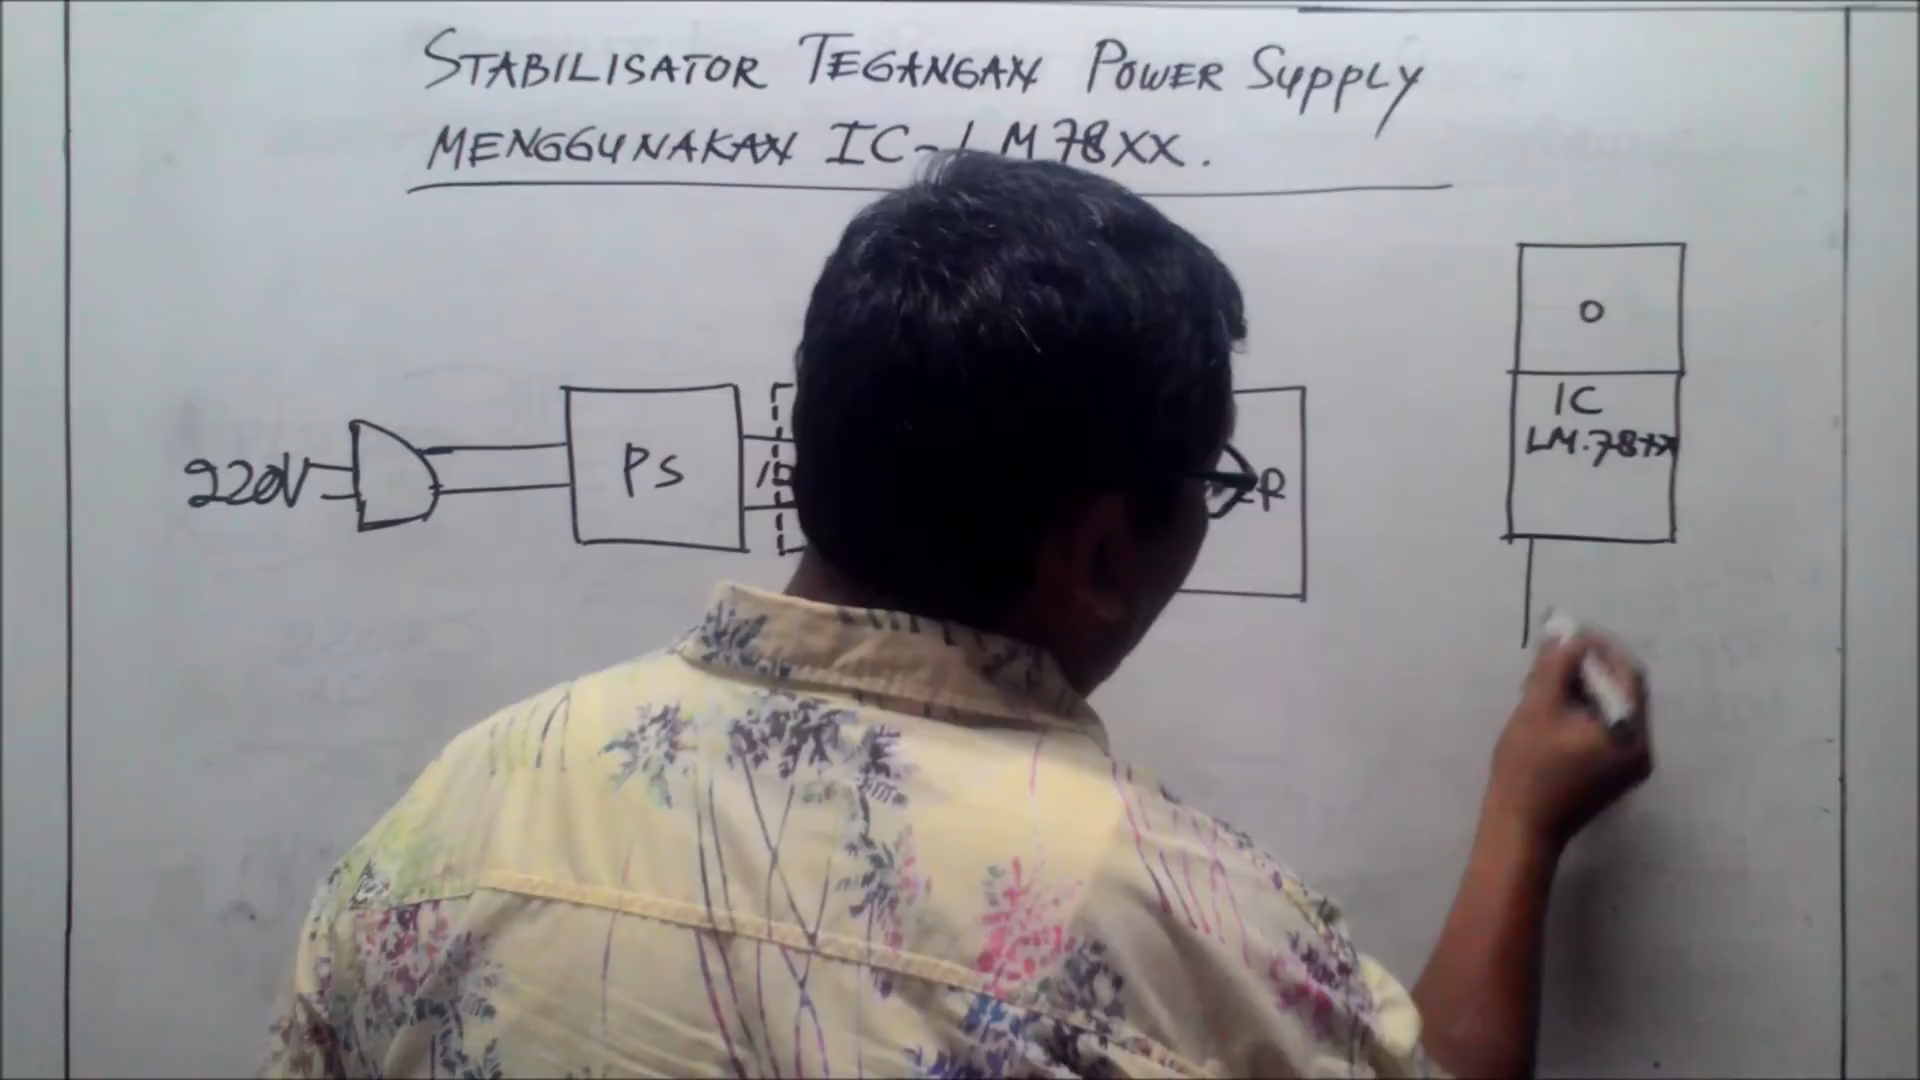 STABILISATOR TEGANGAN POWER SUPPLY
MENGGUNAKAN IC-LM78XX.
220V
PS
IC
LM.78XX